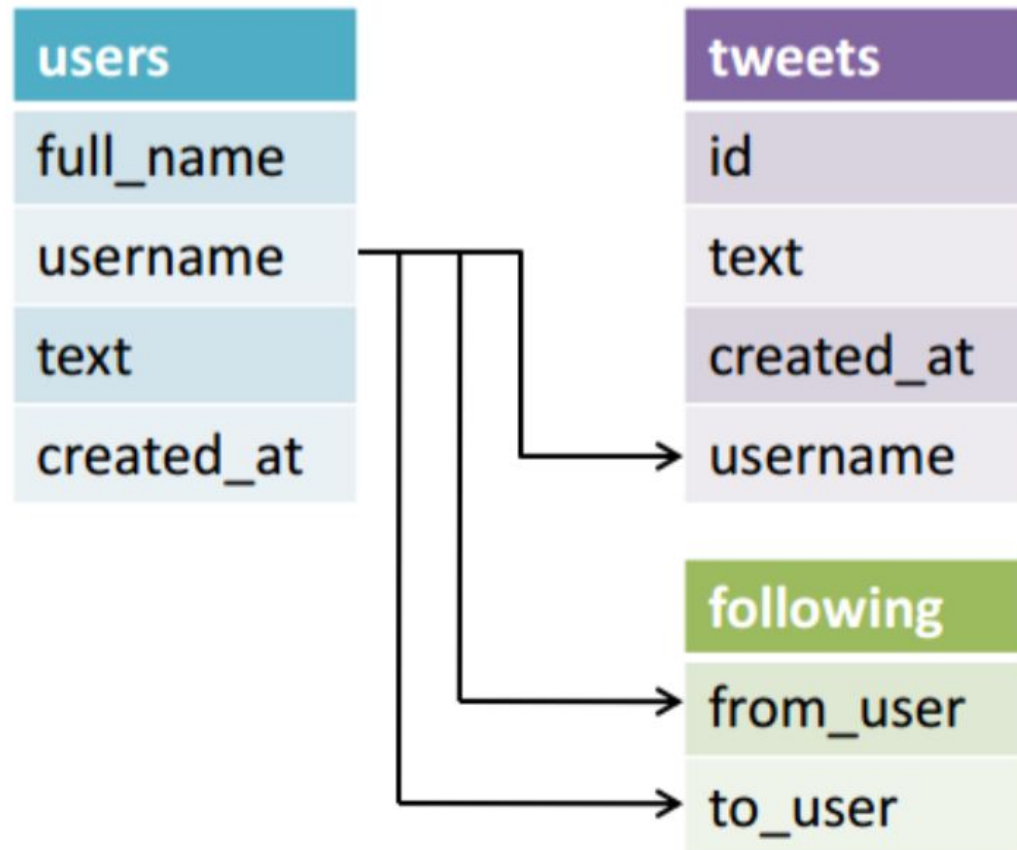 users
full_name
username
text
created_at
tweets
id
text
created_at
username
following
from_user
to_user